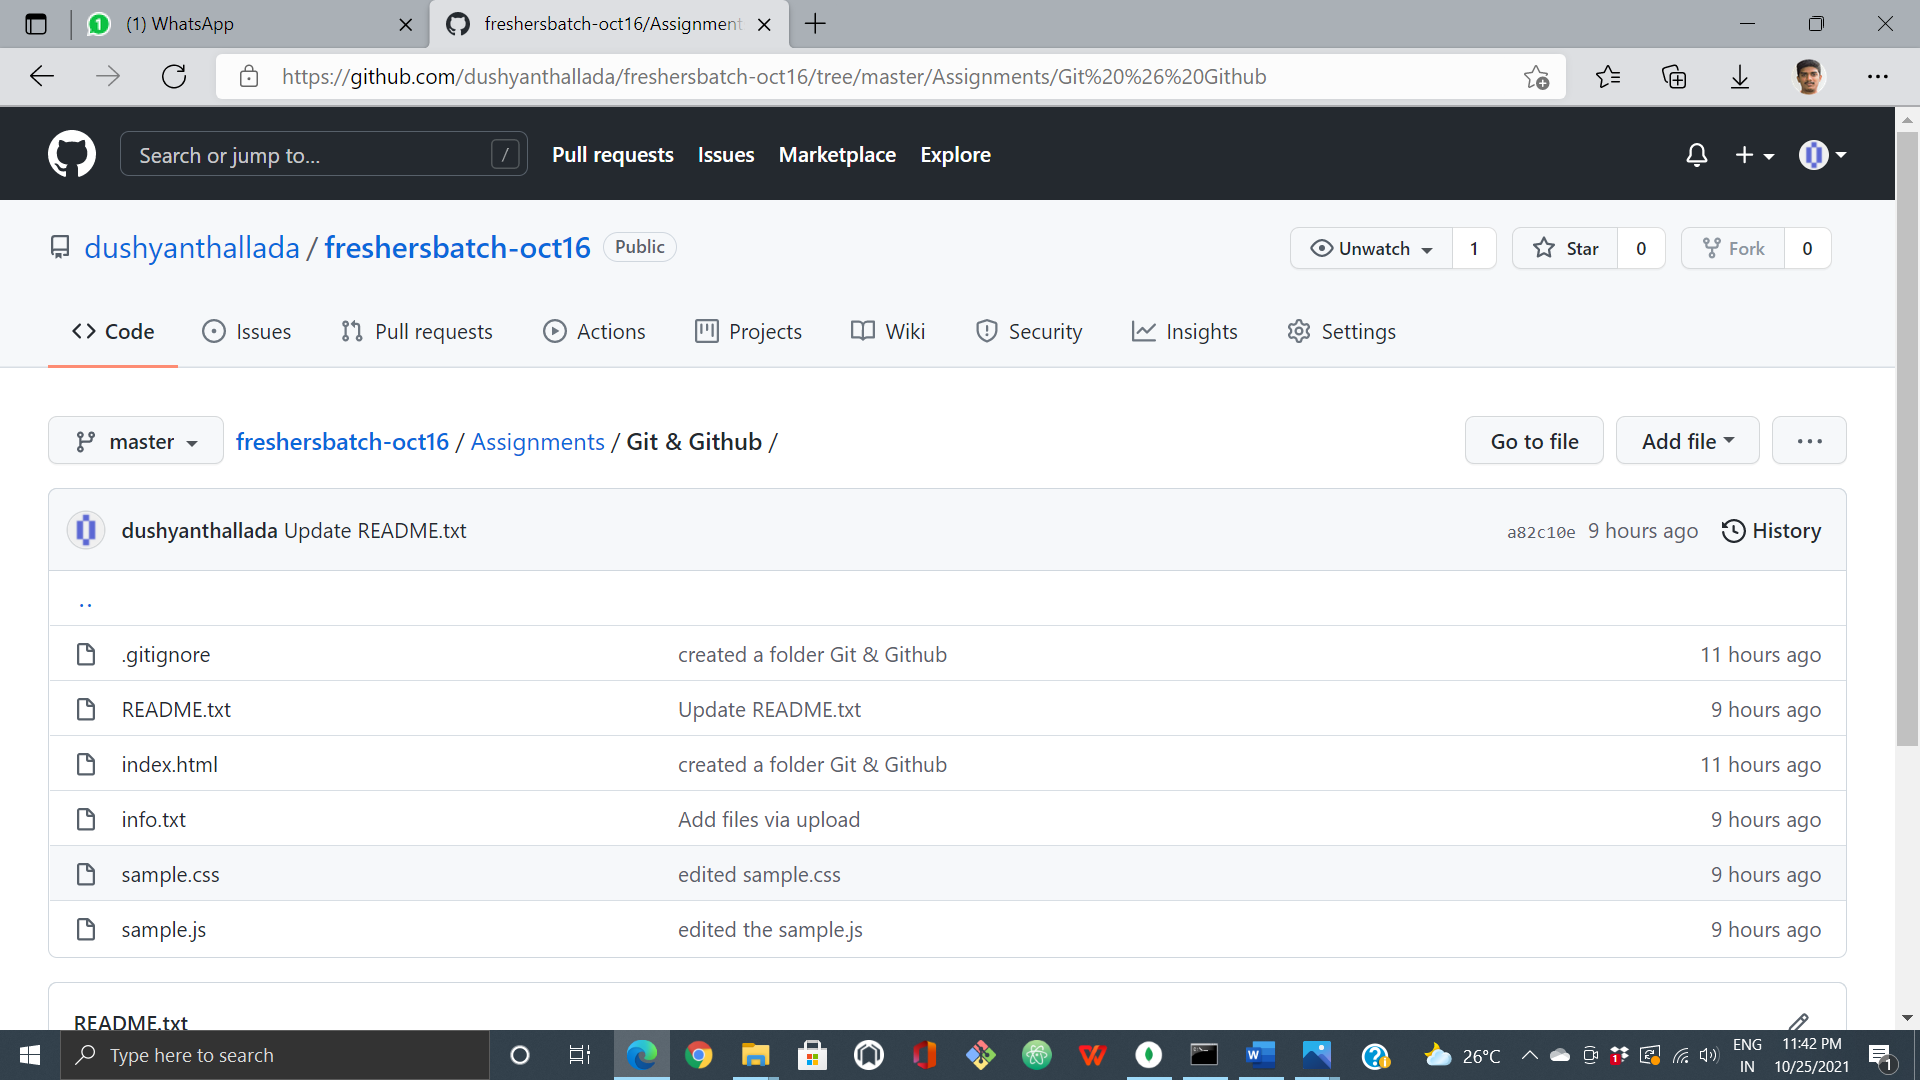 (1) WhatsApp
freshersbatch-oct16/Assignment
https://github.com/dushyanthallada/freshersbatch-oct16/tree/master/Assignments/Git%20%26%20Github
Search or jump to... /
Pull requests Issues Marketplace Explore
dushyanthallada / freshersbatch-oct16 Public
Unwatch 1 Star 0 Fork 0
Code Issues Pull requests Actions Projects Wiki Security Insights Settings
master freshersbatch-oct16 / Assignments / Git & Github /
Go to file Add file
dushyanthallada Update README.txt a82c10e 9 hours ago History
..
.gitignore created a folder Git & Github 11 hours ago
README.txt Update README.txt 9 hours ago
index.html created a folder Git & Github 11 hours ago
info.txt Add files via upload 9 hours ago
sample.css edited sample.css 9 hours ago
sample.js edited the sample.js 9 hours ago
README.txt
Type here to search
26°C
ENG
IN
11:42 PM
10/25/2021
1